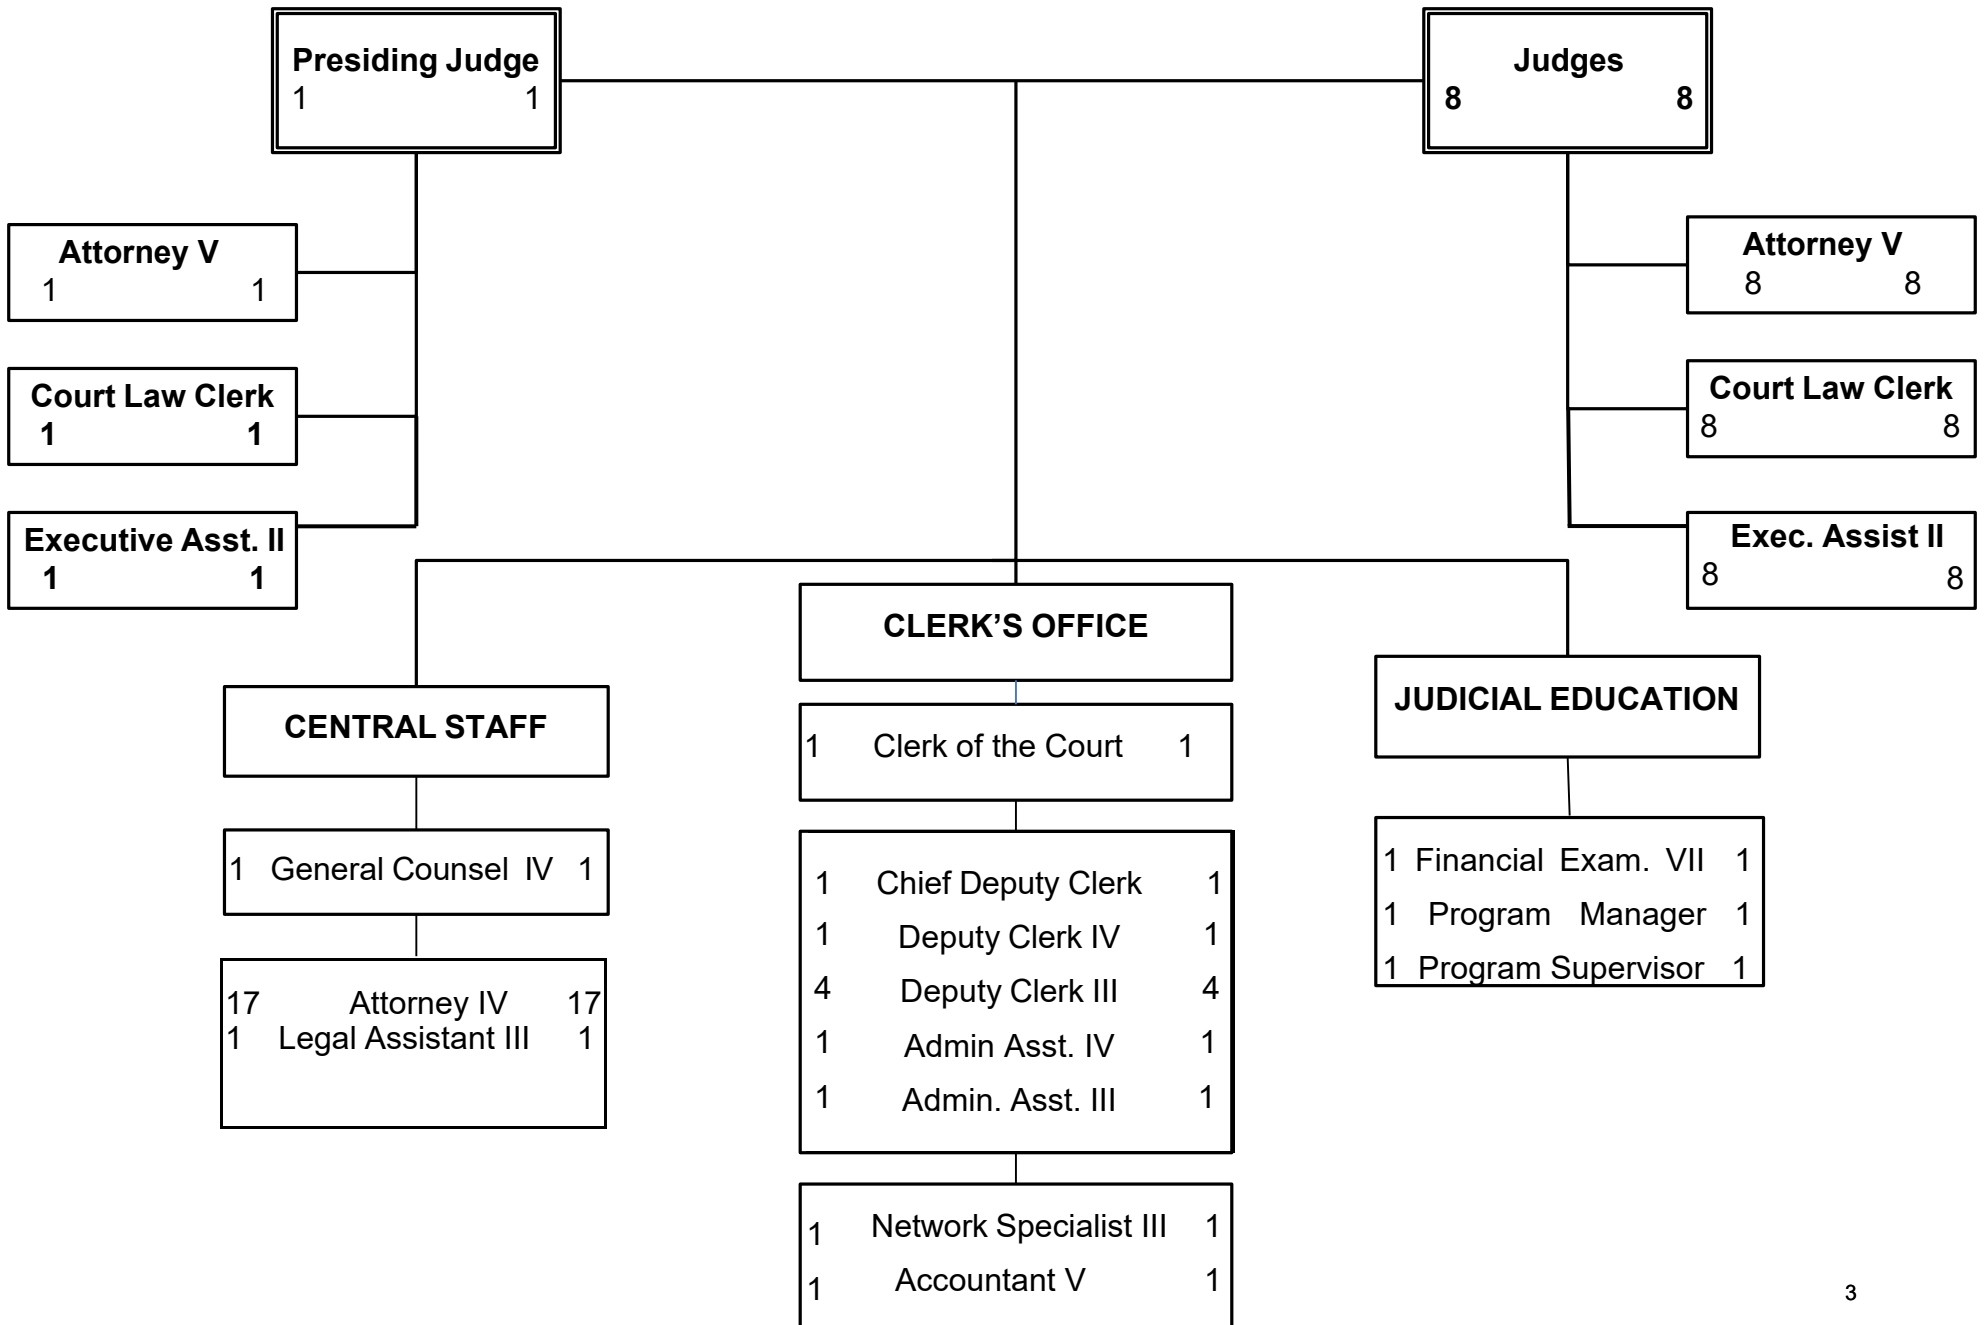 Presiding Judge
1 1
Judges
8 8
Attorney V
1 1
Attorney V
8 8
Court Law Clerk
1 1
Court Law Clerk
8 8
Executive Asst. II
1 1
Exec. Assist II
8 8
CLERK’S OFFICE
CENTRAL STAFF
JUDICIAL EDUCATION
1 Clerk of the Court 1
1 General Counsel IV 1
1 Financial Exam. VII 1
1 Program Manager 1
1 Program Supervisor 1
1 Chief Deputy Clerk 1
1 Deputy Clerk IV 1
4 Deputy Clerk III 4
1 Admin Asst. IV 1
1 Admin. Asst. III 1
17 Attorney IV 17
1 Legal Assistant III 1
1 Network Specialist III 1
1 Accountant V 1
3